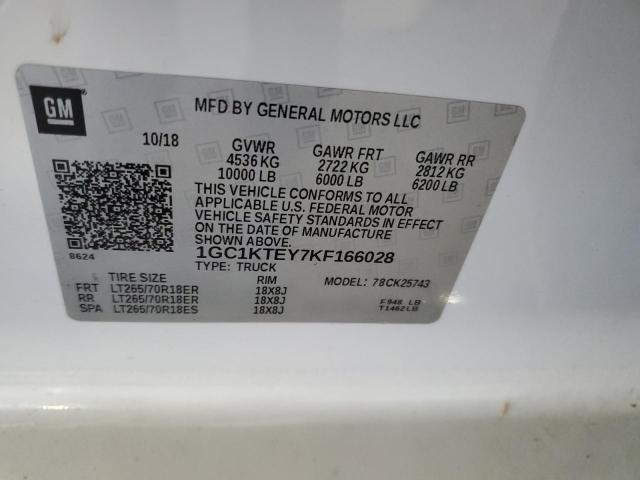 GM
MFD BY GENERAL MOTORS LLC
10/18 GVWR GAWR FRT GAWR RR
4536 KG 2722 KG 2812 KG
10000 LB 6000 LB 6200 LB
THIS VEHICLE CONFORMS TO ALL
APPLICABLE U.S. FEDERAL MOTOR
VEHICLE SAFETY STANDARDS IN EFFECT
ON THE DATE OF MANUFACTURE
SHOWN ABOVE.
8624 1GC1KTEY7KF166028
TYPE: TRUCK MODEL: 78CK25743
TIRE SIZE RIM
FRT LT265/70R18ER 18X8J
RR LT265/70R18ER 18X8J F948 LB
SPA LT265/70R18ES 18X8J T1462LB